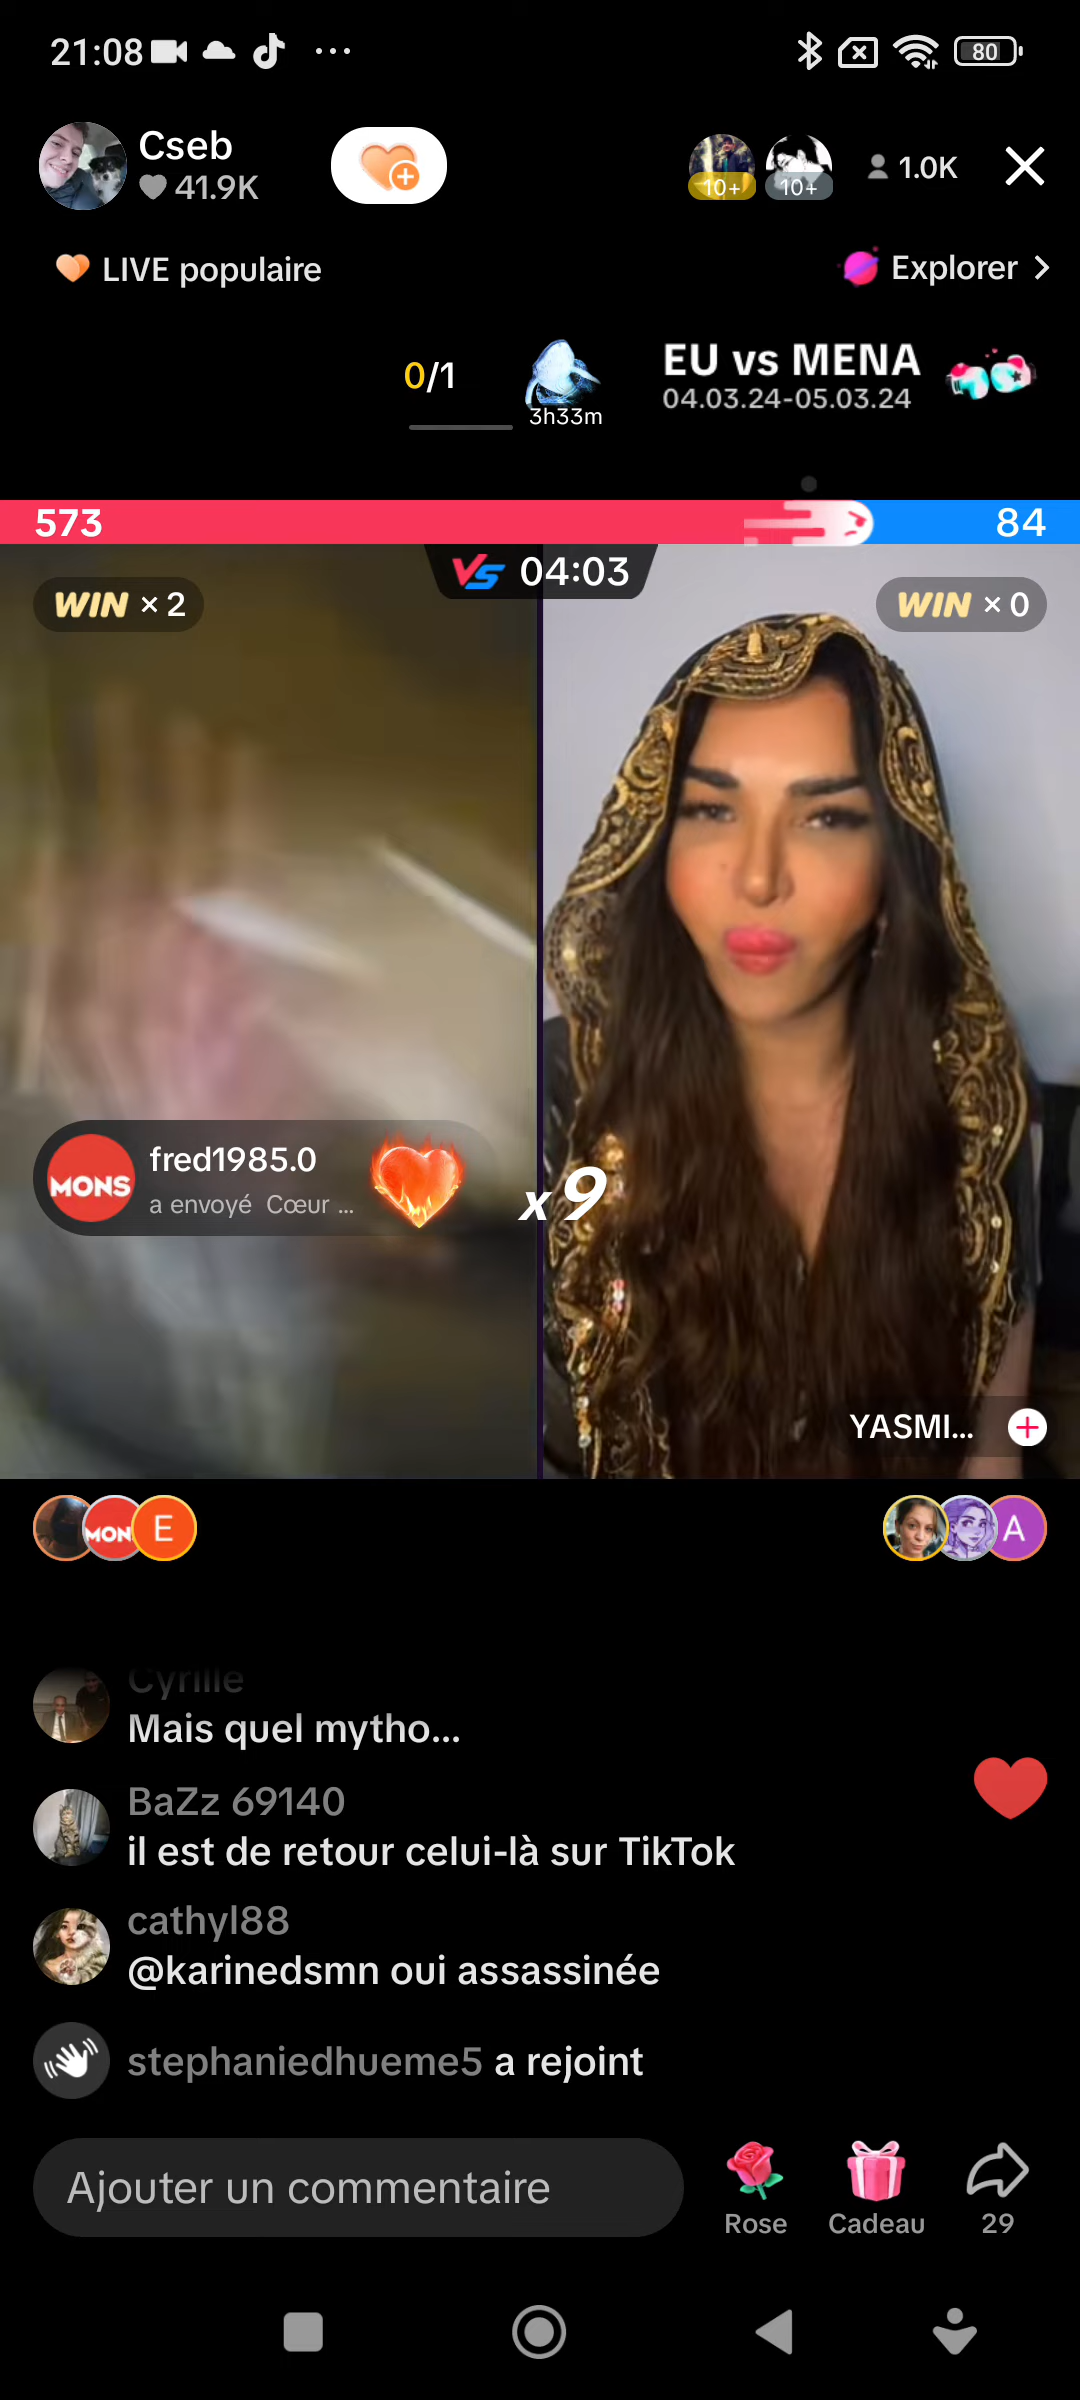 21:08
80
Cseb
41.9K
10+
10+
1.0K
LIVE populaire
Explorer
0/1
3h33m
EU vs MENA
04.03.24-05.03.24
573
84
VS 04:03
WIN × 2
WIN × 0
MONS
fred1985.0
a envoyé Cœur ...
x9
YASMI...
MON
E
A
Cyrille
Mais quel mytho...
BaZz 69140
il est de retour celui-là sur TikTok
cathyl88
@karinedsmn oui assassinée
stephaniedhueme5 a rejoint
Ajouter un commentaire
Rose
Cadeau
29